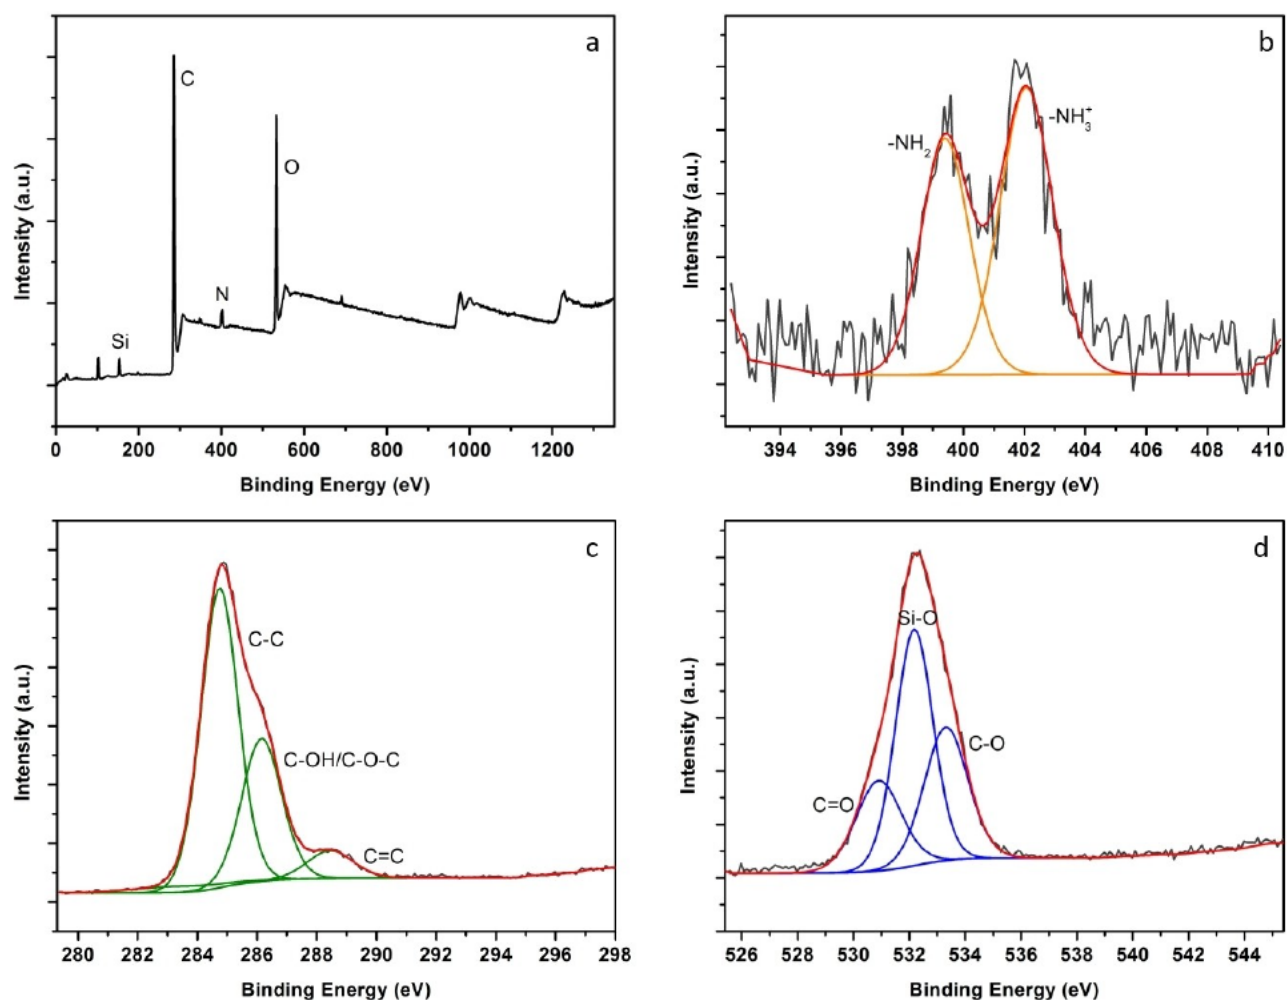 a
C
O
N
Si
Intensity (a.u.)
0 200 400 600 800 1000 1200
Binding Energy (eV)
b
-NH₃⁺
-NH₂
Intensity (a.u.)
394 396 398 400 402 404 406 408 410
Binding Energy (eV)
c
C-C
C-OH/C-O-C
C=C
Intensity (a.u.)
280 282 284 286 288 290 292 294 296 298
Binding Energy (eV)
d
Si-O
C-O
C=O
Intensity (a.u.)
526 528 530 532 534 536 538 540 542 544
Binding Energy (eV)